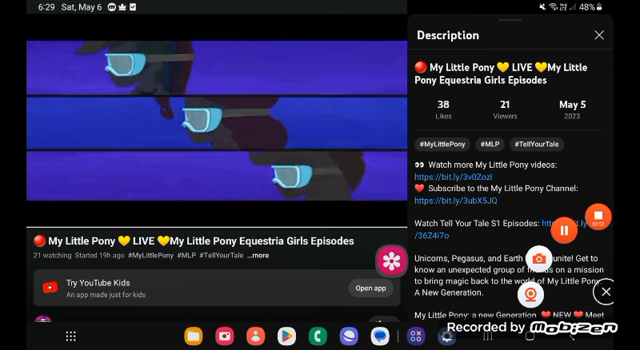 6:29 Sat, May 6
48%
Description
🔴 My Little Pony 💛 LIVE 💛My Little
Pony Equestria Girls Episodes
38 21 May 5
Likes Viewers 2023
#MyLittlePony #MLP #TellYourTale
👀 Watch more My Little Pony videos:
https://bit.ly/3v0Zozl
❤️ Subscribe to the My Little Pony Channel:
https://bit.ly/3ubX5JQ
Watch Tell Your Tale S1 Episodes:
/36Z4i7o
Unicorns, Pegasus, and Earth
know an unexpected group of on a mission
to bring magic back to the world of My Little Pony
A New Generation.
My Little Pony: a new Generation ❤️ NEW ❤️ Meet
🔴My Little Pony 💛 LIVE 💛My Little Pony Equestria Girls Episodes
21 watching Started 19h ago #MyLittlePony #MLP #TellYourTale ...more
Try YouTube Kids
An app made just for kids
Open app
Recorded by Mobizen